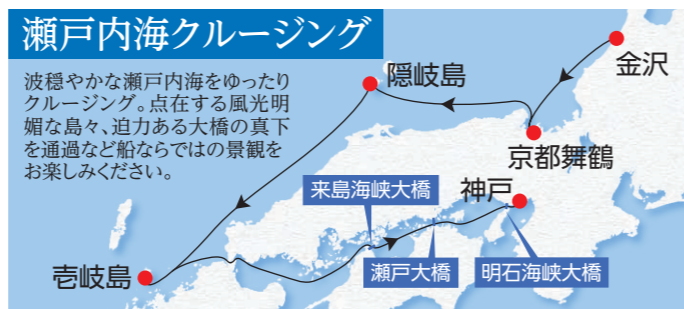 瀬戸内海クルージング
波穏やかな瀬戸内海をゆったり
クルージング。点在する風光明
媚な島々、迫力ある大橋の真下
を通過など船ならではの景観を
お楽しみください。
金沢
隠岐島
京都舞鶴
神戸
来島海峡大橋
瀬戸大橋
明石海峡大橋
壱岐島